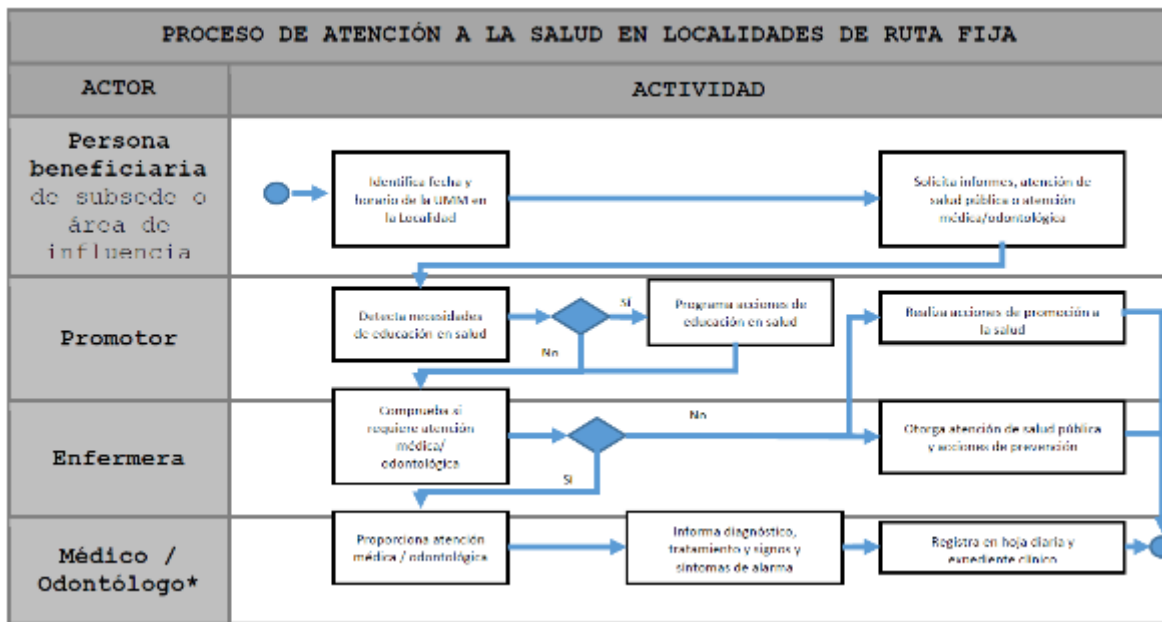 PROCESO DE ATENCIÓN A LA SALUD EN LOCALIDADES DE RUTA FIJA
ACTOR
ACTIVIDAD
Persona
beneficiaria
de subsede o
área de
influencia
Identifica fecha y
horario de la UMM en
la Localidad
Solicita informes, atención de
salud pública o atención
médica/odontológica
Promotor
Detecta necesidades
de educación en salud
Sí
No
Programa acciones de
educación en salud
Realiza acciones de promoción a
la salud
Enfermera
Comprueba si
requiere atención
médica/
odontológica
No
Si
Otorga atención de salud pública
y acciones de prevención
Médico /
Odontólogo*
Proporciona atención
médica / odontológica
Informa diagnóstico,
tratamiento y signos y
síntomas de alarma
Registra en hoja diaria y
expediente clínico